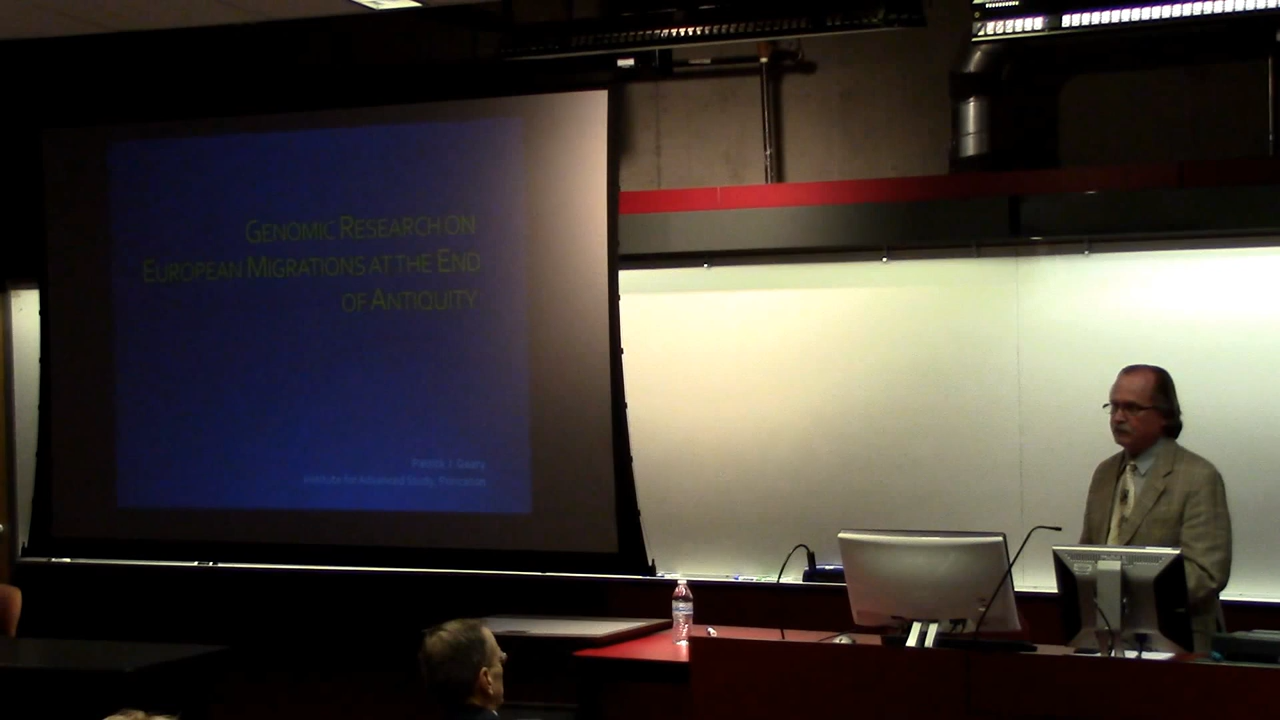 GENOMIC RESEARCH ON
EUROPEAN MIGRATIONS AT THE END
OF ANTIQUITY
Patrick J. Geary
Institute for Advanced Study, Princeton